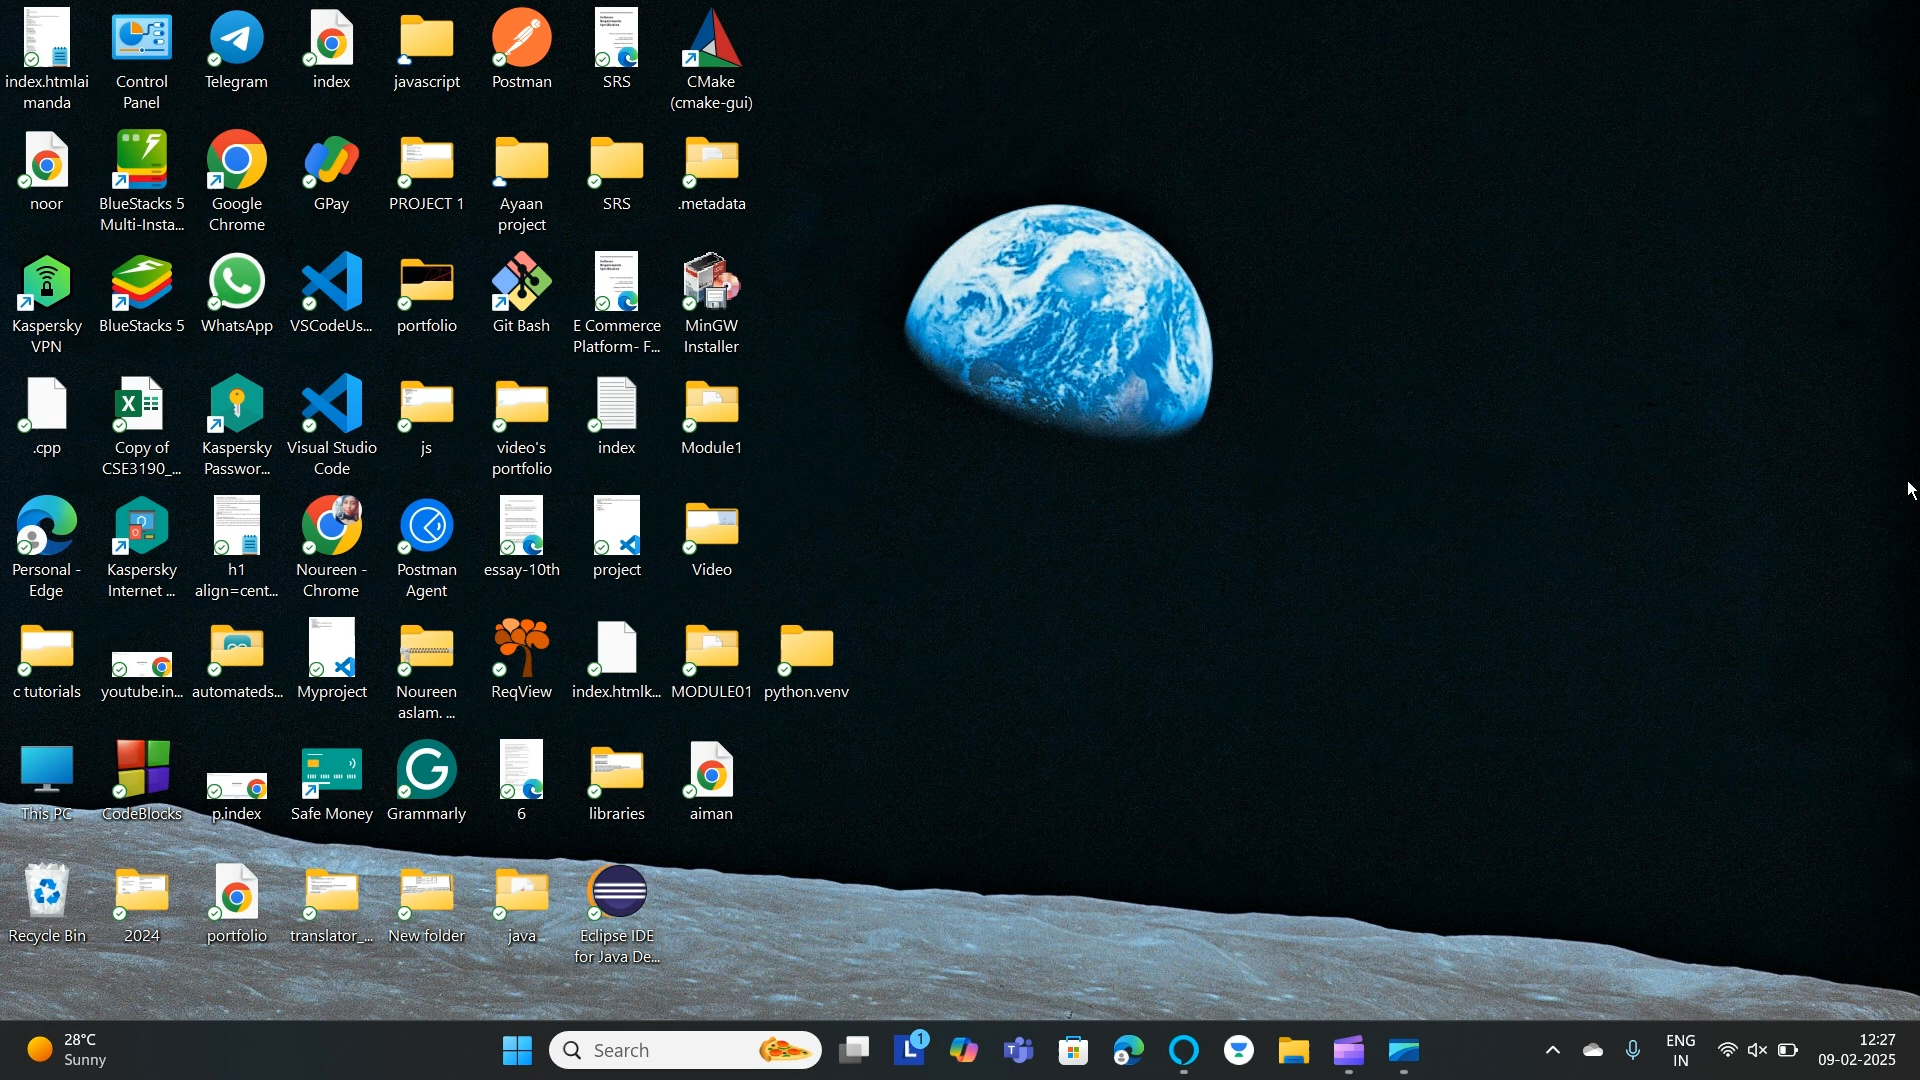 index.htmlai
manda
Control
Panel
Telegram
index
javascript
Postman
SRS
CMake
(cmake-gui)
noor
BlueStacks 5
Multi-Insta...
Google
Chrome
GPay
PROJECT 1
Ayaan
project
SRS
.metadata
Kaspersky
VPN
BlueStacks 5
WhatsApp
VSCodeUs...
portfolio
Git Bash
E Commerce
Platform- F...
MinGW
Installer
.cpp
Copy of
CSE3190_...
Kaspersky
Passwor...
Visual Studio
Code
js
video's
portfolio
index
Module1
Personal -
Edge
Kaspersky
Internet ...
h1
align=cent...
Noureen -
Chrome
Postman
Agent
essay-10th
project
Video
c tutorials
youtube.in...
automateds...
Myproject
Noureen
aslam. ...
ReqView
index.htmlk...
MODULE01
python.venv
This PC
CodeBlocks
p.index
Safe Money
Grammarly
6
libraries
aiman
Recycle Bin
2024
portfolio
translator_...
New folder
java
Eclipse IDE
for Java De...
28°C
Sunny
Search
1
ENG
IN
12:27
09-02-2025